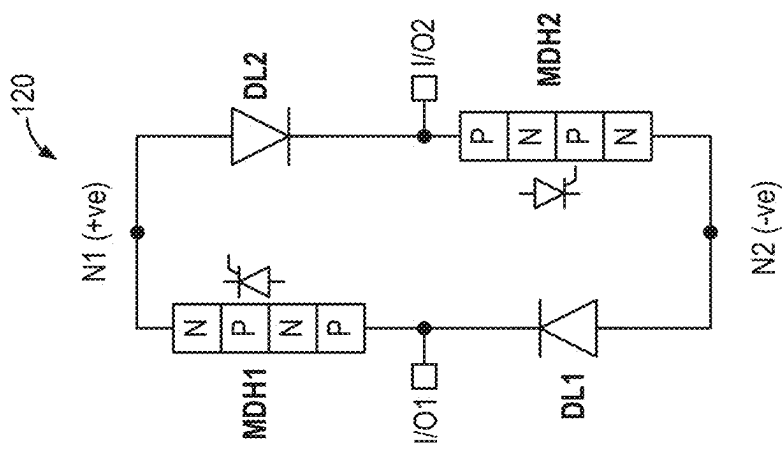 120
N1 (+ve)
MDH1
N
P
N
P
DL2
I/O1
I/O2
DL1
MDH2
P
N
P
N
N2 (-ve)